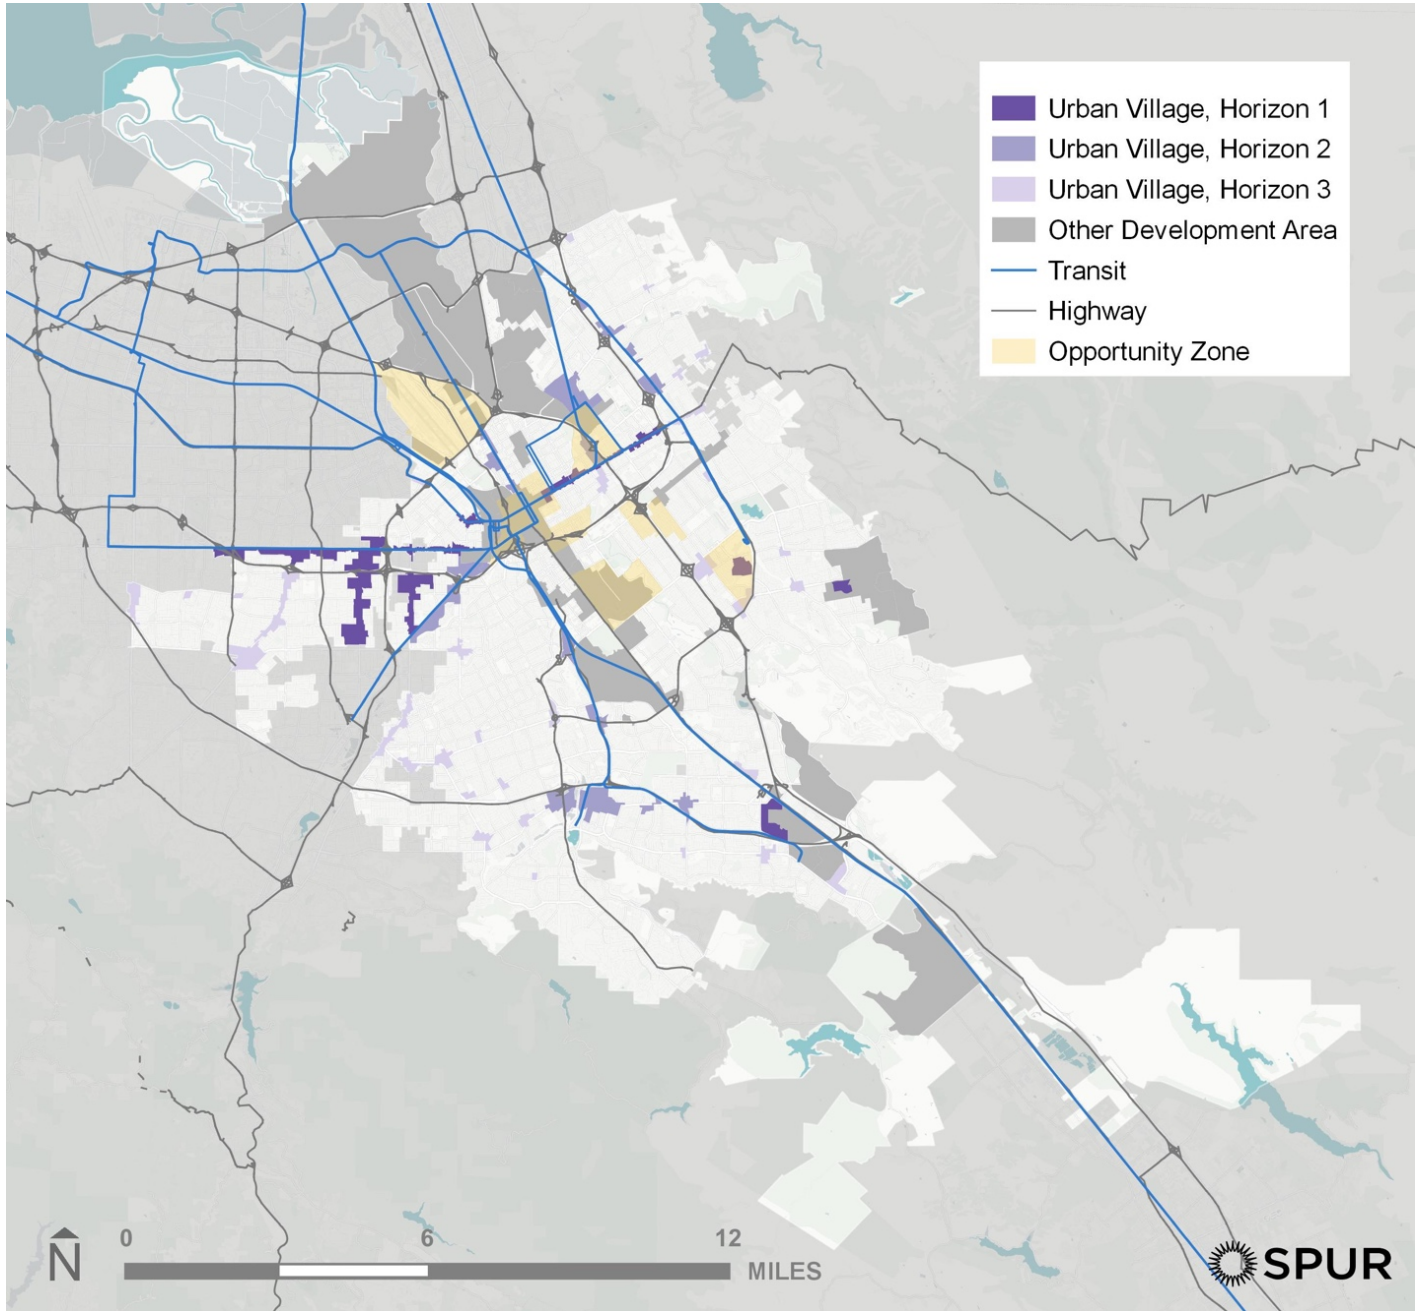 Urban Village, Horizon 1
Urban Village, Horizon 2
Urban Village, Horizon 3
Other Development Area
Transit
Highway
Opportunity Zone
N
0 6 12
MILES
SPUR